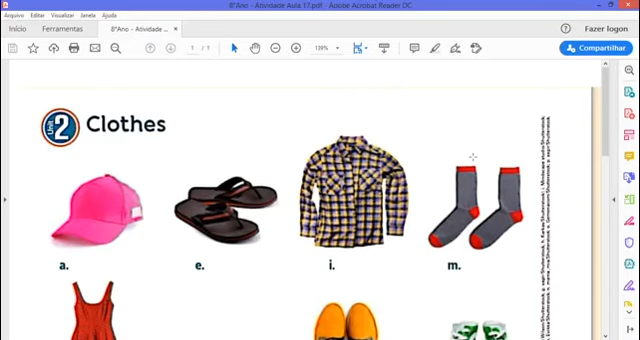 8°Ano - Atividade Aula 17.pdf - Adobe Acrobat Reader DC
Arquivo Editar Visualizar Janela Ajuda
Início Ferramentas 8°Ano - Atividade ... × Fazer logon
1 / 1 139% Compartilhar
Unit 2 Clothes
a. e. i. m.